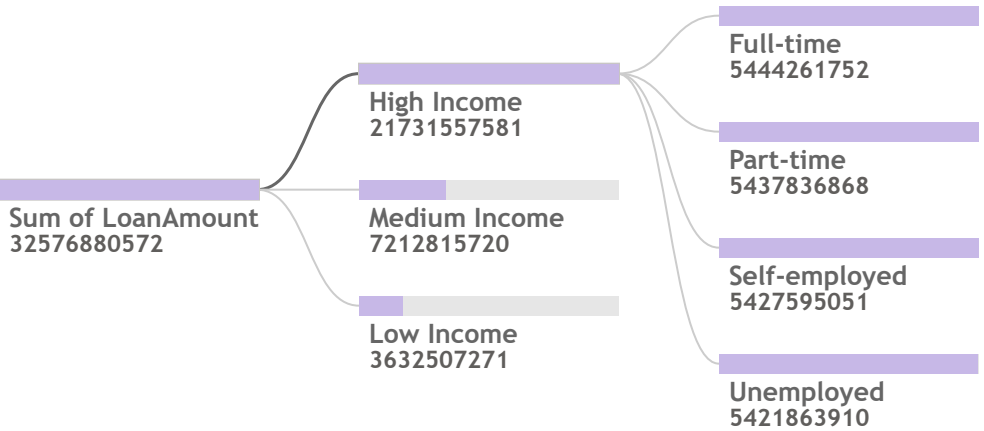 Sum of LoanAmount
32576880572
High Income
21731557581
Medium Income
7212815720
Low Income
3632507271
Full-time
5444261752
Part-time
5437836868
Self-employed
5427595051
Unemployed
5421863910